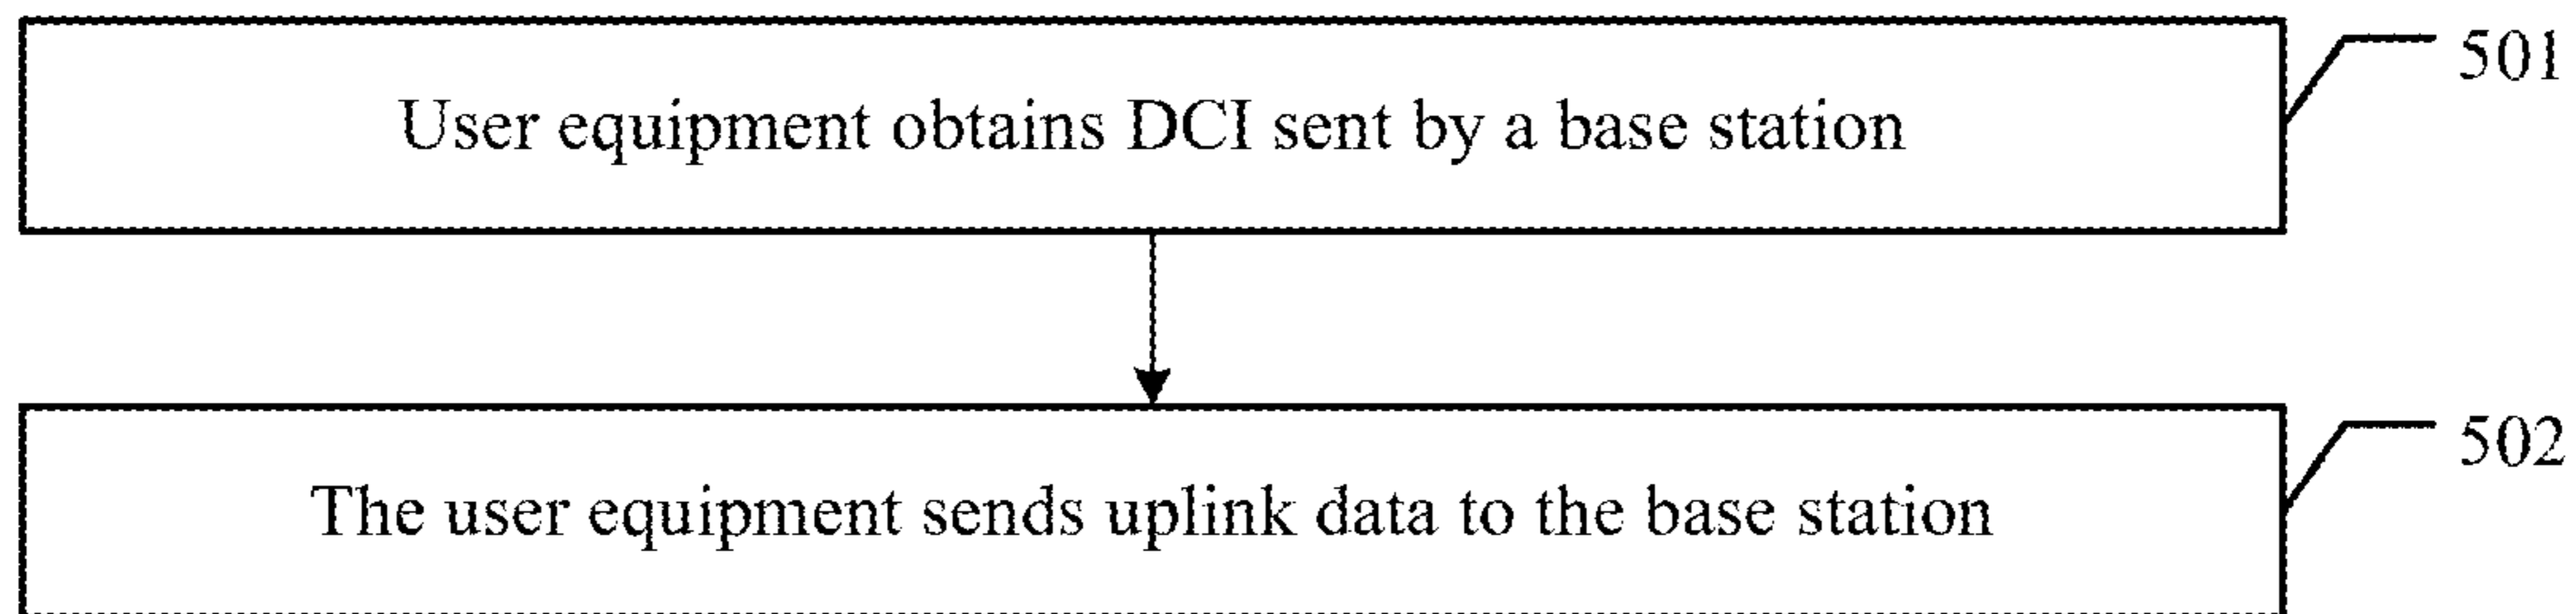 User equipment obtains DCI sent by a base station
501
The user equipment sends uplink data to the base station
502